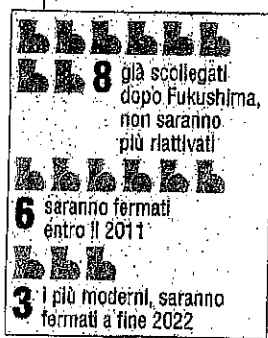 8 già scollegati
dopo Fukushima,
non saranno
più riattivati
6 saranno fermati
entro il 2011
3 i più moderni, saranno
fermati a fine 2022